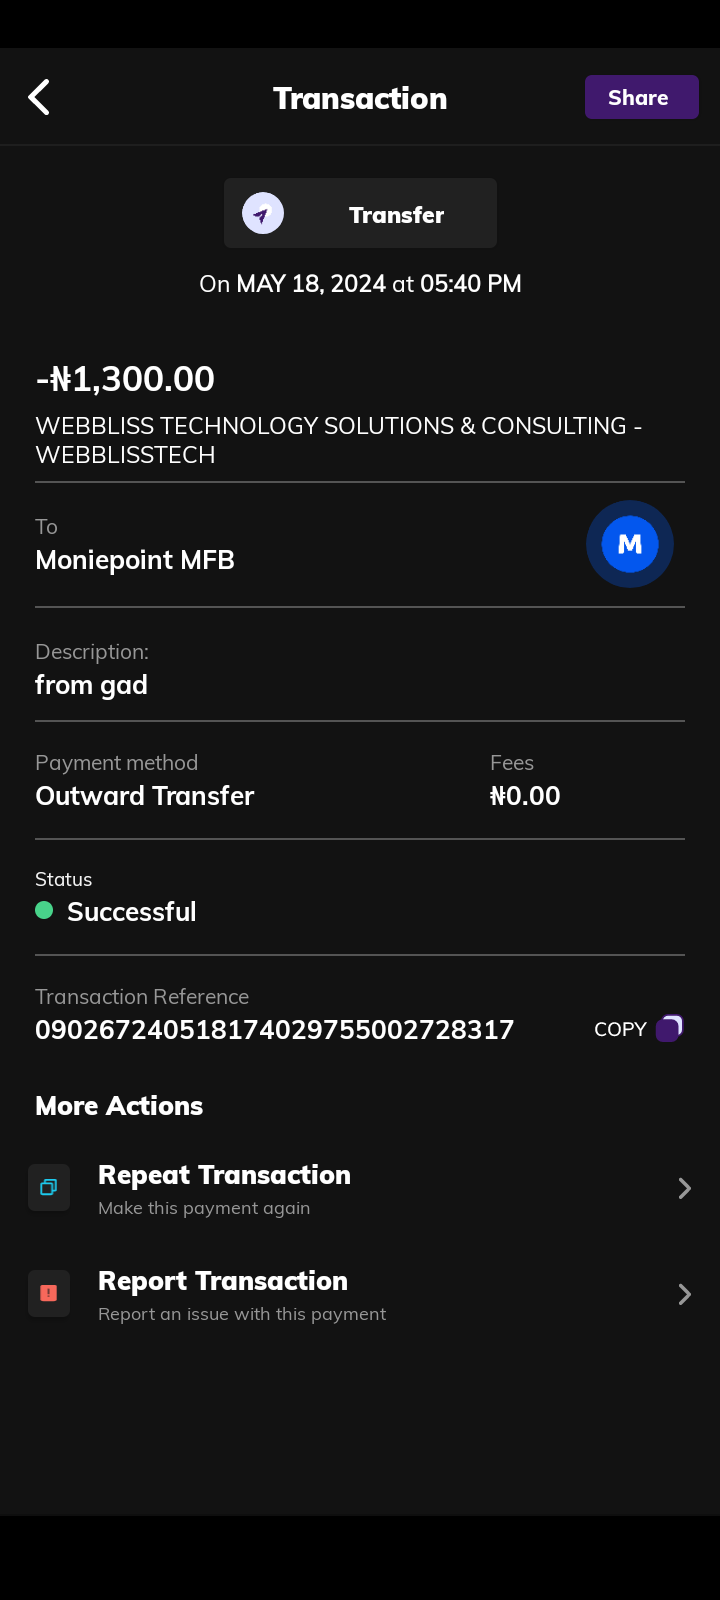 Transaction
Share
Transfer
On MAY 18, 2024 at 05:40 PM
-₦1,300.00
WEBBLISS TECHNOLOGY SOLUTIONS & CONSULTING -
WEBBLISSTECH
To
Moniepoint MFB
M
Description:
from gad
Payment method
Fees
Outward Transfer
₦0.00
Status
Successful
Transaction Reference
090267240518174029755002728317
COPY
More Actions
Repeat Transaction
Make this payment again
Report Transaction
Report an issue with this payment